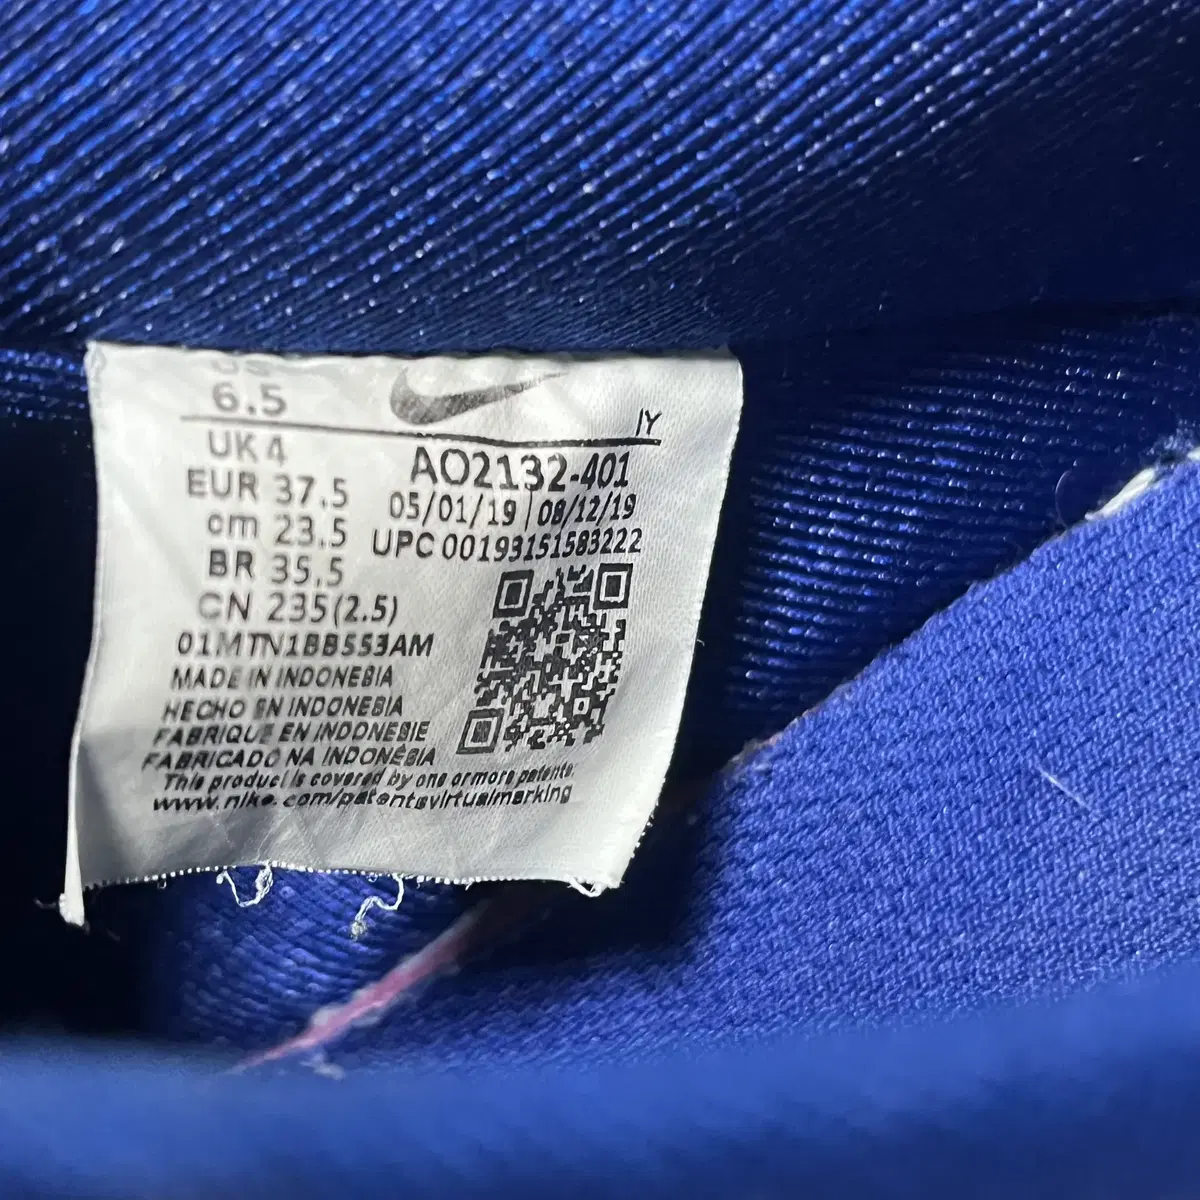 US
6.5
IY
UK 4
EUR 37.5
cm 23.5
BR 35.5
CN 235(2.5)
AO2132-401
05/01/19 | 08/12/19
UPC 00193151583222
01MTN1BB553AM
MADE IN INDONESIA
HECHO EN INDONESIA
FABRIQUE EN INDONESIE
FABRICADO NA INDONÉSIA
This product is covered by one or more patents.
www.nike.com/patentsvirtualmarking